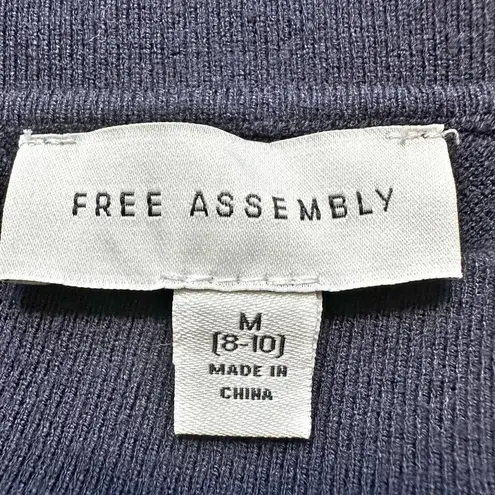 FREE ASSEMBLY
M
(8-10)
MADE IN
CHINA